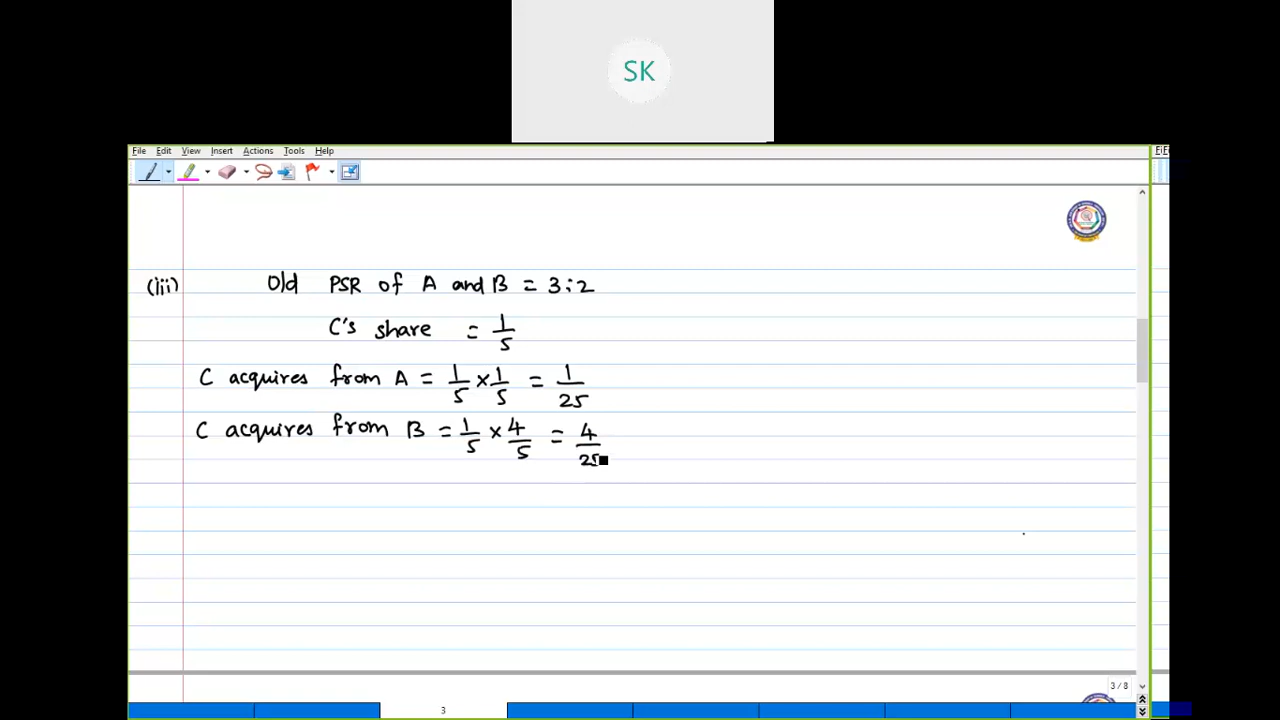 SK
File Edit View Insert Actions Tools Help
(iii) Old PSR of A and B = 3:2
C's share = 1/5
C acquires from A = 1/5 × 1/5 = 1/25
C acquires from B = 1/5 × 4/5 = 4/25
3 / 8
3